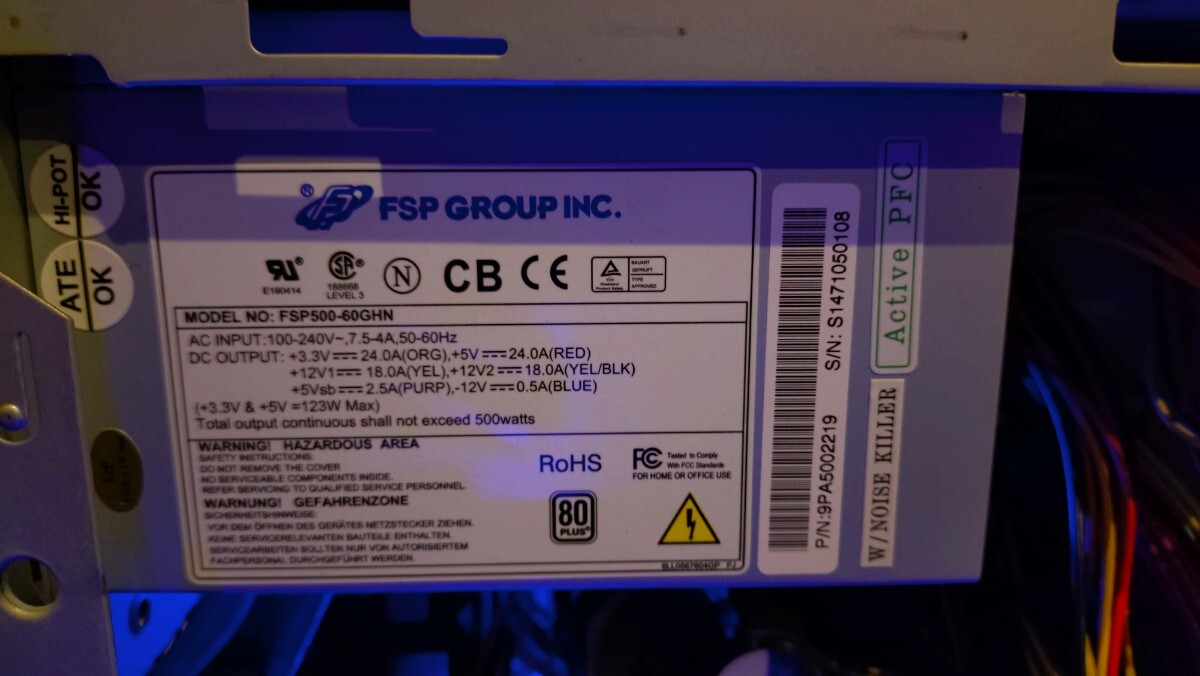 HI-POT
OK
ATE
OK
® FSP GROUP INC.
E190414
SA®
188668
LEVEL 3
N
CB CE
BAUART
GEPRÜFT
TYPE
APPROVED
MODEL NO: FSP500-60GHN
AC INPUT:100-240V~,7.5-4A,50-60Hz
DC OUTPUT: +3.3V⎓24.0A(ORG),+5V⎓24.0A(RED)
+12V1⎓18.0A(YEL),+12V2⎓18.0A(YEL/BLK)
+5Vsb⎓2.5A(PURP),-12V⎓0.5A(BLUE)
(+3.3V & +5V =123W Max)
Total output continuous shall not exceed 500watts
WARNING! HAZARDOUS AREA
SAFETY INSTRUCTIONS:
DO NOT REMOVE THE COVER
NO SERVICEABLE COMPONENTS INSIDE.
REFER SERVICING TO QUALIFIED SERVICE PERSONNEL.
WARNUNG! GEFAHRENZONE
SICHERHEITSHINWEISE:
VOR DEM ÖFFNEN DES GERÄTES NETZSTECKER ZIEHEN.
KEINE SERVICERELEVANTEN BAUTEILE ENTHALTEN.
SERVICEARBEITEN SOLLTEN NUR VON AUTORISIERTEM
FACHPERSONAL DURCHGEFÜHRT WERDEN.
RoHS
FC Tested to Comply
With FCC Standards
FOR HOME OR OFFICE USE
80
PLUS®
P/N:9PA5002219 S/N: S1471050108
Active PFC
W/NOISE KILLER